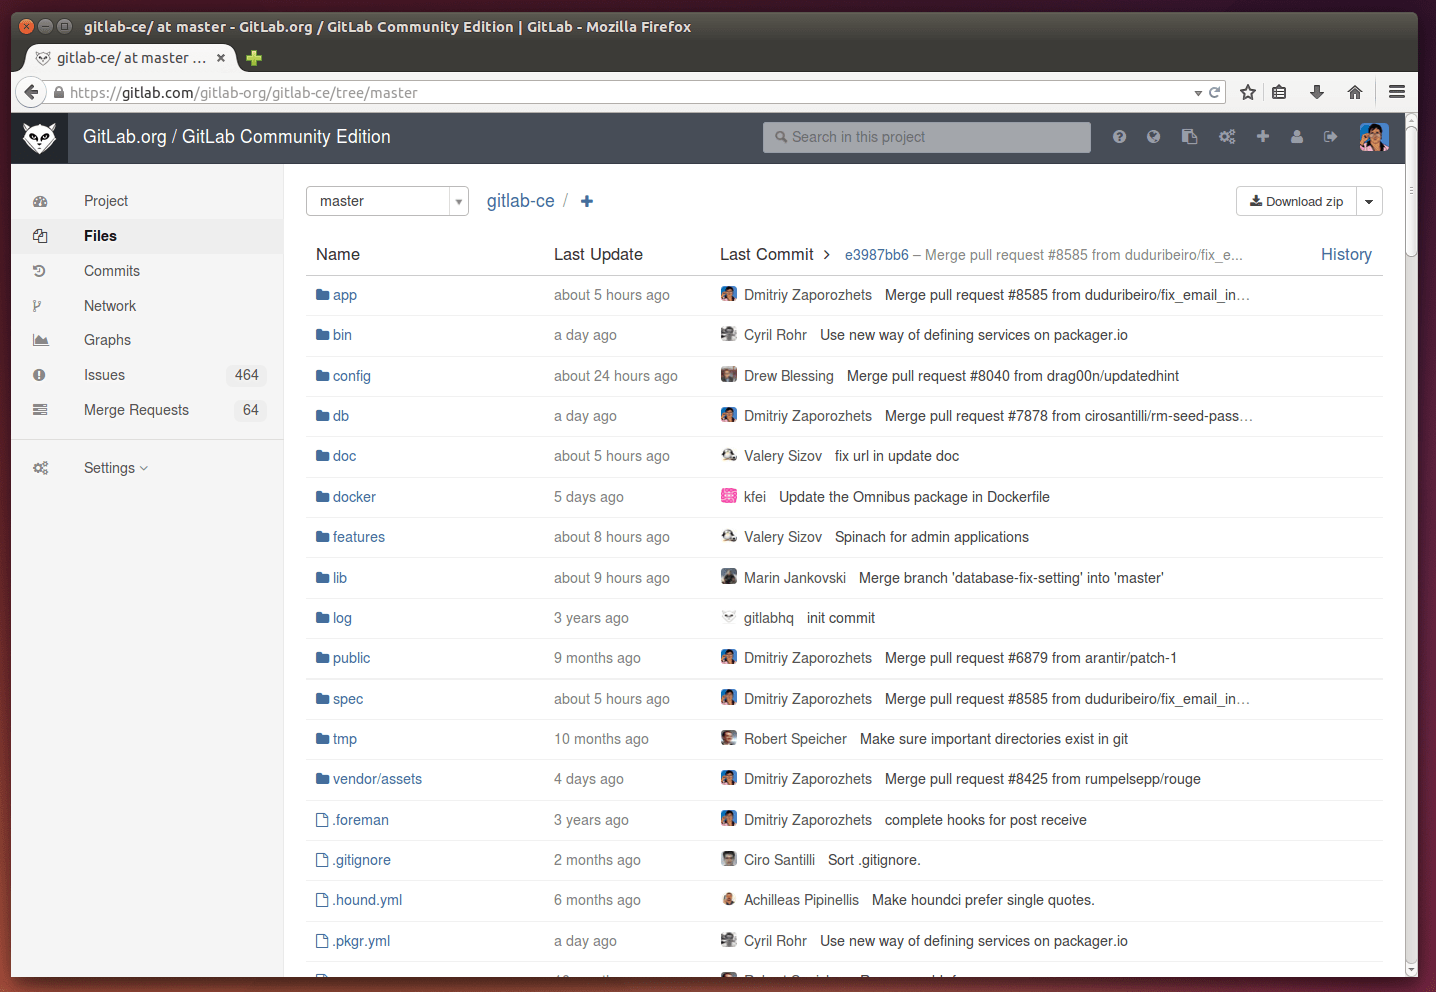 gitlab-ce/ at master - GitLab.org / GitLab Community Edition | GitLab - Mozilla Firefox
gitlab-ce/ at master ...
https://gitlab.com/gitlab-org/gitlab-ce/tree/master
GitLab.org / GitLab Community Edition
Search in this project
Project
Files
Commits
Network
Graphs
Issues 464
Merge Requests 64
Settings
master gitlab-ce / Download zip
Name Last Update Last Commit e3987bb6 – Merge pull request #8585 from duduribeiro/fix_e... History
app about 5 hours ago Dmitriy Zaporozhets Merge pull request #8585 from duduribeiro/fix_email_in…
bin a day ago Cyril Rohr Use new way of defining services on packager.io
config about 24 hours ago Drew Blessing Merge pull request #8040 from drag00n/updatedhint
db a day ago Dmitriy Zaporozhets Merge pull request #7878 from cirosantilli/rm-seed-pass…
doc about 5 hours ago Valery Sizov fix url in update doc
docker 5 days ago kfei Update the Omnibus package in Dockerfile
features about 8 hours ago Valery Sizov Spinach for admin applications
lib about 9 hours ago Marin Jankovski Merge branch 'database-fix-setting' into 'master'
log 3 years ago gitlabhq init commit
public 9 months ago Dmitriy Zaporozhets Merge pull request #6879 from arantir/patch-1
spec about 5 hours ago Dmitriy Zaporozhets Merge pull request #8585 from duduribeiro/fix_email_in…
tmp 10 months ago Robert Speicher Make sure important directories exist in git
vendor/assets 4 days ago Dmitriy Zaporozhets Merge pull request #8425 from rumpelsepp/rouge
.foreman 3 years ago Dmitriy Zaporozhets complete hooks for post receive
.gitignore 2 months ago Ciro Santilli Sort .gitignore.
.hound.yml 6 months ago Achilleas Pipinellis Make houndci prefer single quotes.
.pkgr.yml a day ago Cyril Rohr Use new way of defining services on packager.io